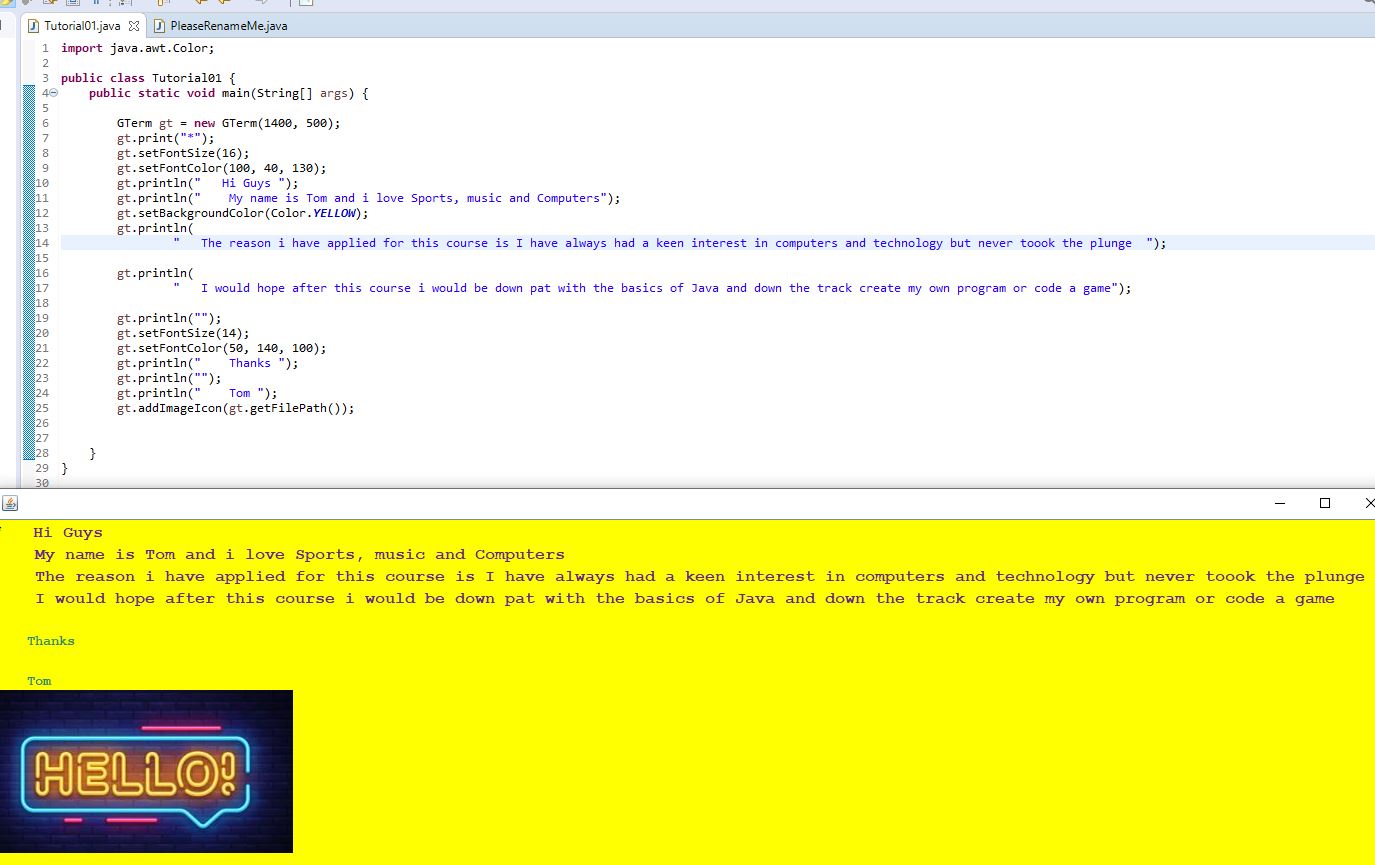 Tutorial01.java
PleaseRenameMe.java
1 import java.awt.Color;
2
3 public class Tutorial01 {
4 public static void main(String[] args) {
5
6 GTerm gt = new GTerm(1400, 500);
7 gt.print("*");
8 gt.setFontSize(16);
9 gt.setFontColor(100, 40, 130);
10 gt.println("   Hi Guys ");
11 gt.println("    My name is Tom and i love Sports, music and Computers");
12 gt.setBackgroundColor(Color.YELLOW);
13 gt.println(
14 "   The reason i have applied for this course is I have always had a keen interest in computers and technology but never toook the plunge  ");
15
16 gt.println(
17 "   I would hope after this course i would be down pat with the basics of Java and down the track create my own program or code a game");
18
19 gt.println("");
20 gt.setFontSize(14);
21 gt.setFontColor(50, 140, 100);
22 gt.println("    Thanks ");
23 gt.println("");
24 gt.println("    Tom ");
25 gt.addImageIcon(gt.getFilePath());
26
27
28 }
29 }
30
Hi Guys
My name is Tom and i love Sports, music and Computers
The reason i have applied for this course is I have always had a keen interest in computers and technology but never toook the plunge
I would hope after this course i would be down pat with the basics of Java and down the track create my own program or code a game
Thanks
Tom
HELLO!